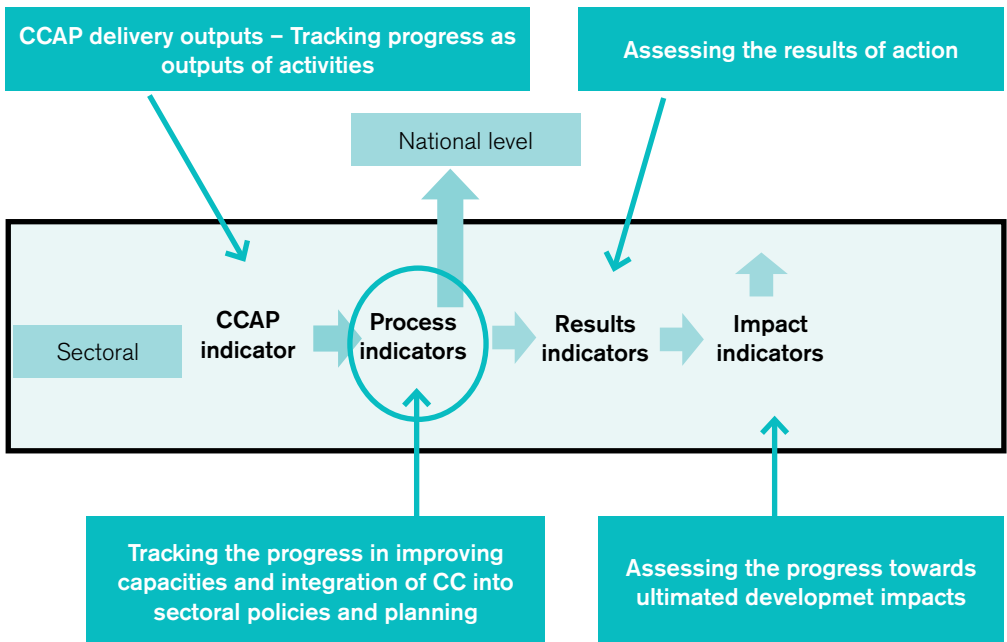 CCAP delivery outputs – Tracking progress as
outputs of activities
Assessing the results of action
National level
Sectoral
CCAP
indicator
Process
indicators
Results
indicators
Impact
indicators
Tracking the progress in improving
capacities and integration of CC into
sectoral policies and planning
Assessing the progress towards
ultimated developmet impacts